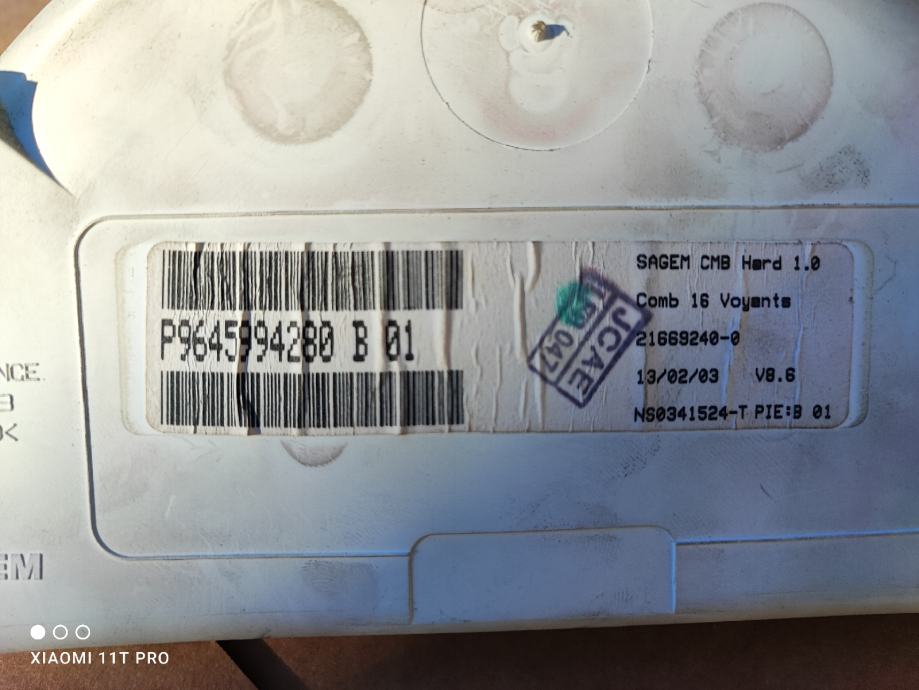 P9645994280 B 01
SAGEM CMB Hard 1.0
Comb 16 Voyants
21669240-0
13/02/03 V8.6
NS0341524-T PIE:B 01
JCAE
047
NCE.
EM
XIAOMI 11T PRO